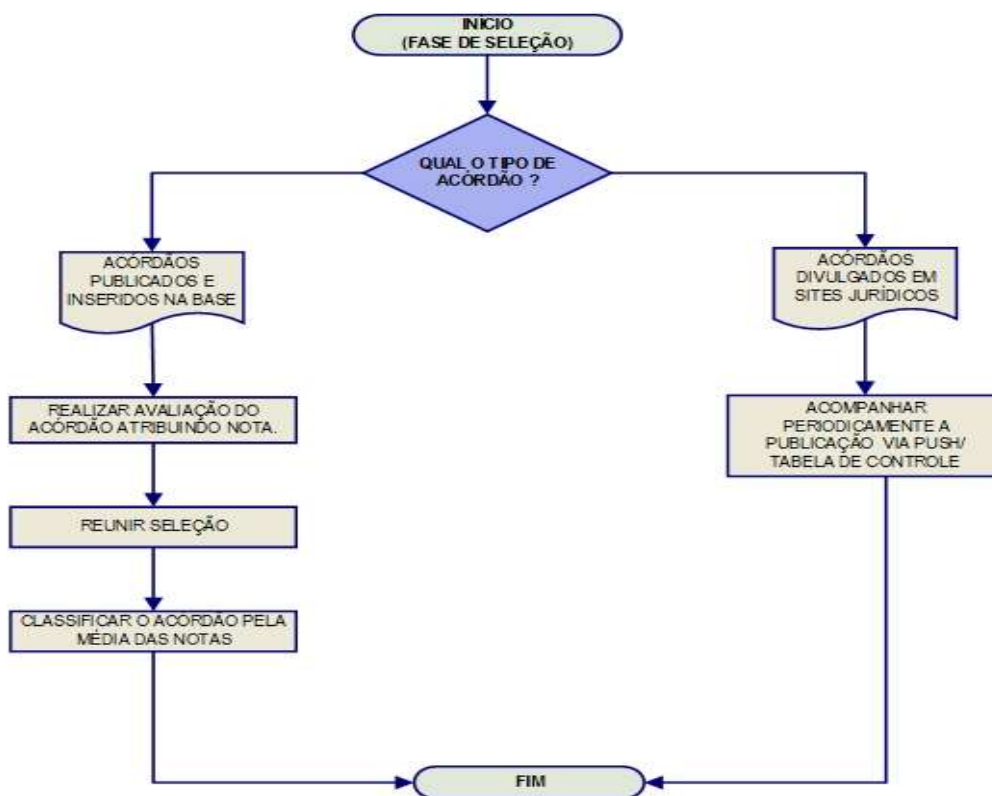 INÍCIO
(FASE DE SELEÇÃO)
QUAL O TIPO DE
ACÓRDÃO ?
ACÓRDÃOS
PUBLICADOS E
INSERIDOS NA BASE
ACÓRDÃOS
DIVULGADOS EM
SITES JURÍDICOS
REALIZAR AVALIAÇÃO DO
ACÓRDÃO ATRIBUINDO NOTA.
ACOMPANHAR
PERIODICAMENTE A
PUBLICAÇÃO VIA PUSH/
TABELA DE CONTROLE
REUNIR SELEÇÃO
CLASSIFICAR O ACÓRDÃO PELA
MÉDIA DAS NOTAS
FIM